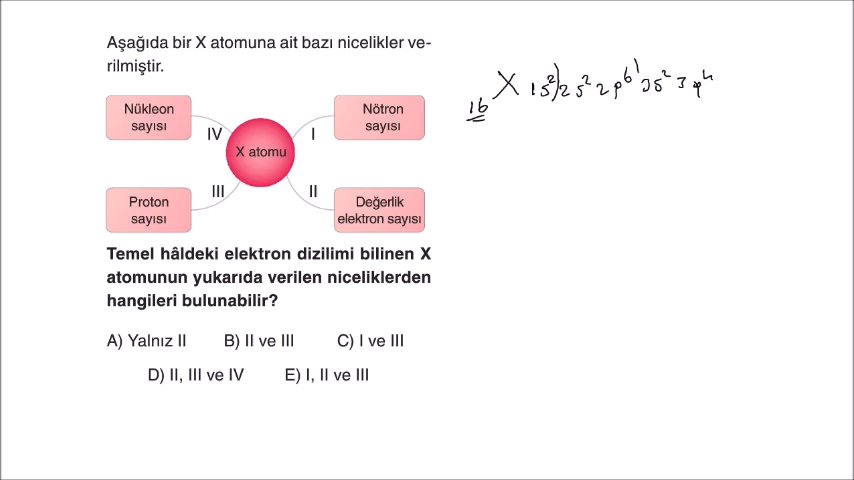 Aşağıda bir X atomuna ait bazı nicelikler ve-
rilmiştir.
Nükleon
sayısı
Nötron
sayısı
IV
I
X atomu
III
II
Proton
sayısı
Değerlik
elektron sayısı
Temel hâldeki elektron dizilimi bilinen X
atomunun yukarıda verilen niceliklerden
hangileri bulunabilir?
A) Yalnız II B) II ve III C) I ve III
D) II, III ve IV E) I, II ve III
16 X 1s²) 2s² 2p⁶) 3s² 3p⁴